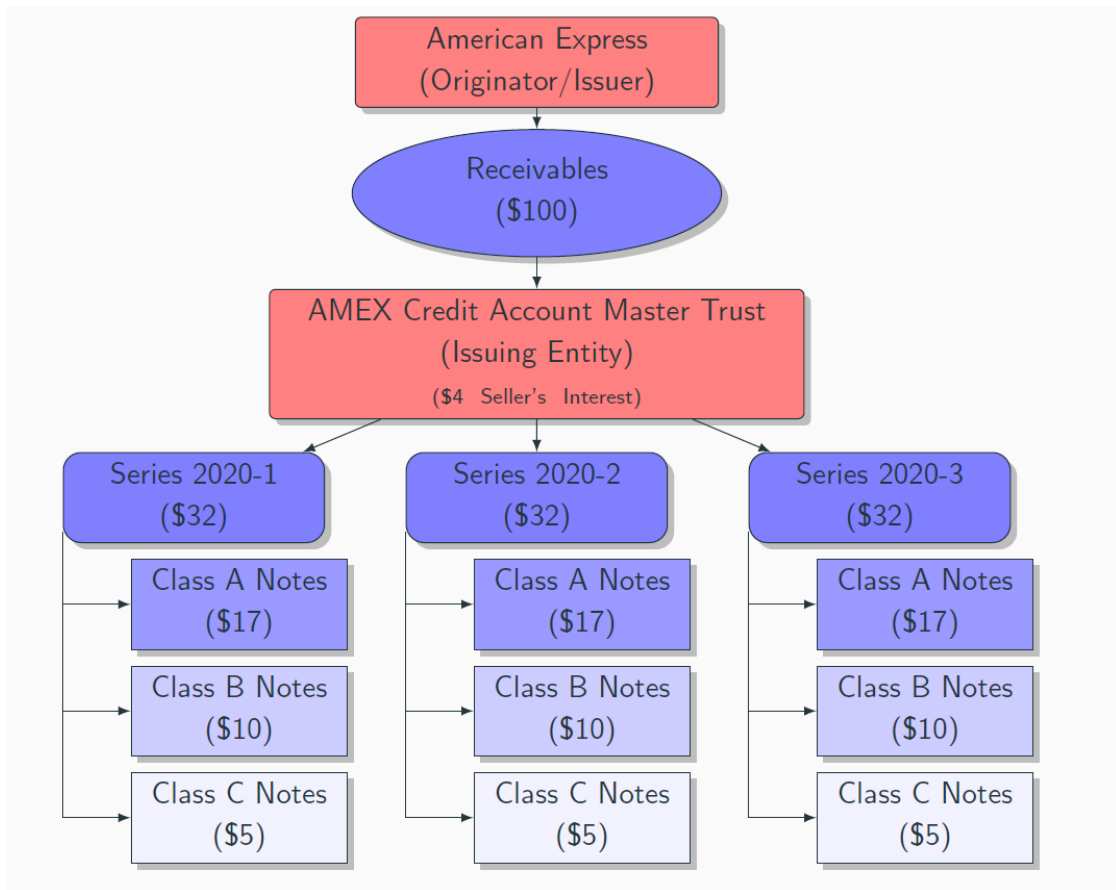 American Express
(Originator/Issuer)
Receivables
($100)
AMEX Credit Account Master Trust
(Issuing Entity)
($4 Seller's Interest)
Series 2020-1
($32)
Class A Notes
($17)
Class B Notes
($10)
Class C Notes
($5)
Series 2020-2
($32)
Class A Notes
($17)
Class B Notes
($10)
Class C Notes
($5)
Series 2020-3
($32)
Class A Notes
($17)
Class B Notes
($10)
Class C Notes
($5)